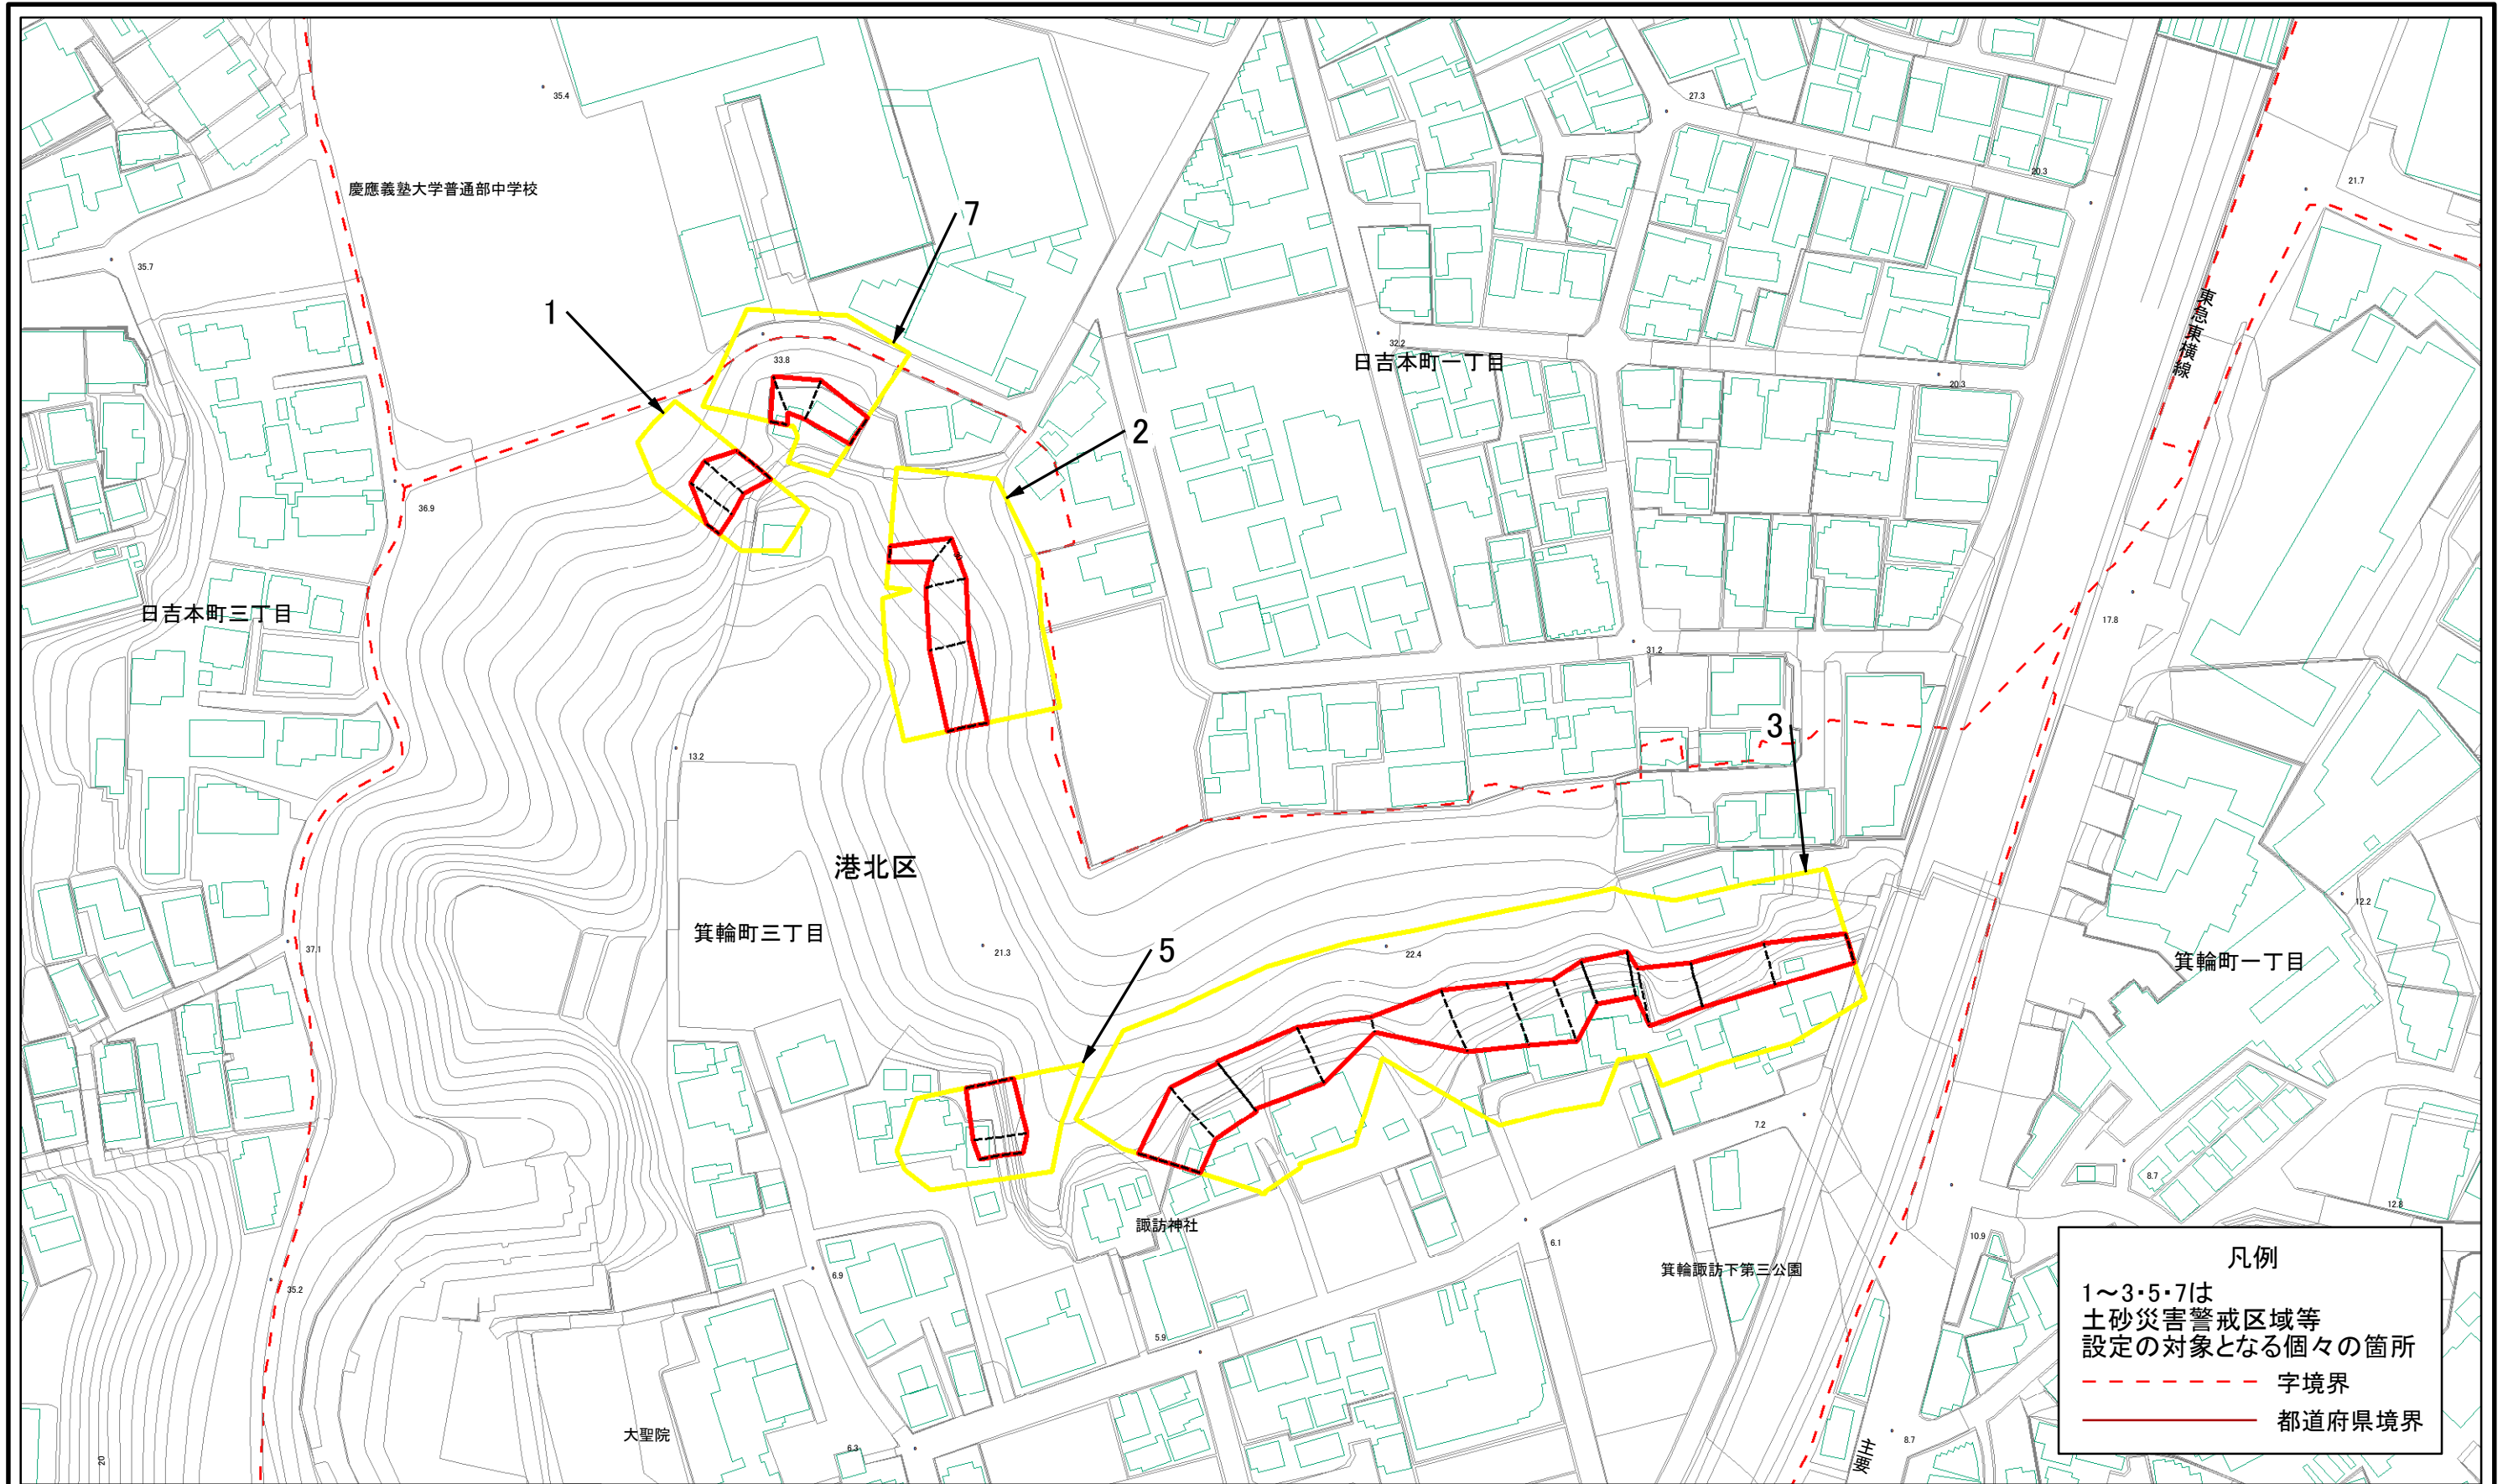 35.4
27.3
20.3
21.7
慶應義塾大学普通部中学校
7
35.7
1
東急東横線
33.8
32.2
日吉本町一丁目
20.3
2
36.9
日吉本町三丁目
17.8
31.2
3
13.2
港北区
箕輪町三丁目
12.2
37.1
21.3
22.4
5
箕輪町一丁目
7.2
8.7
12.8
諏訪神社
6.1
10.9
6.9
箕輪諏訪下第三公園
35.2
5.9
大聖院
6.3
20
主要
8.7
凡例
1～3・5・7は
土砂災害警戒区域等
設定の対象となる個々の箇所
字境界
都道府県境界